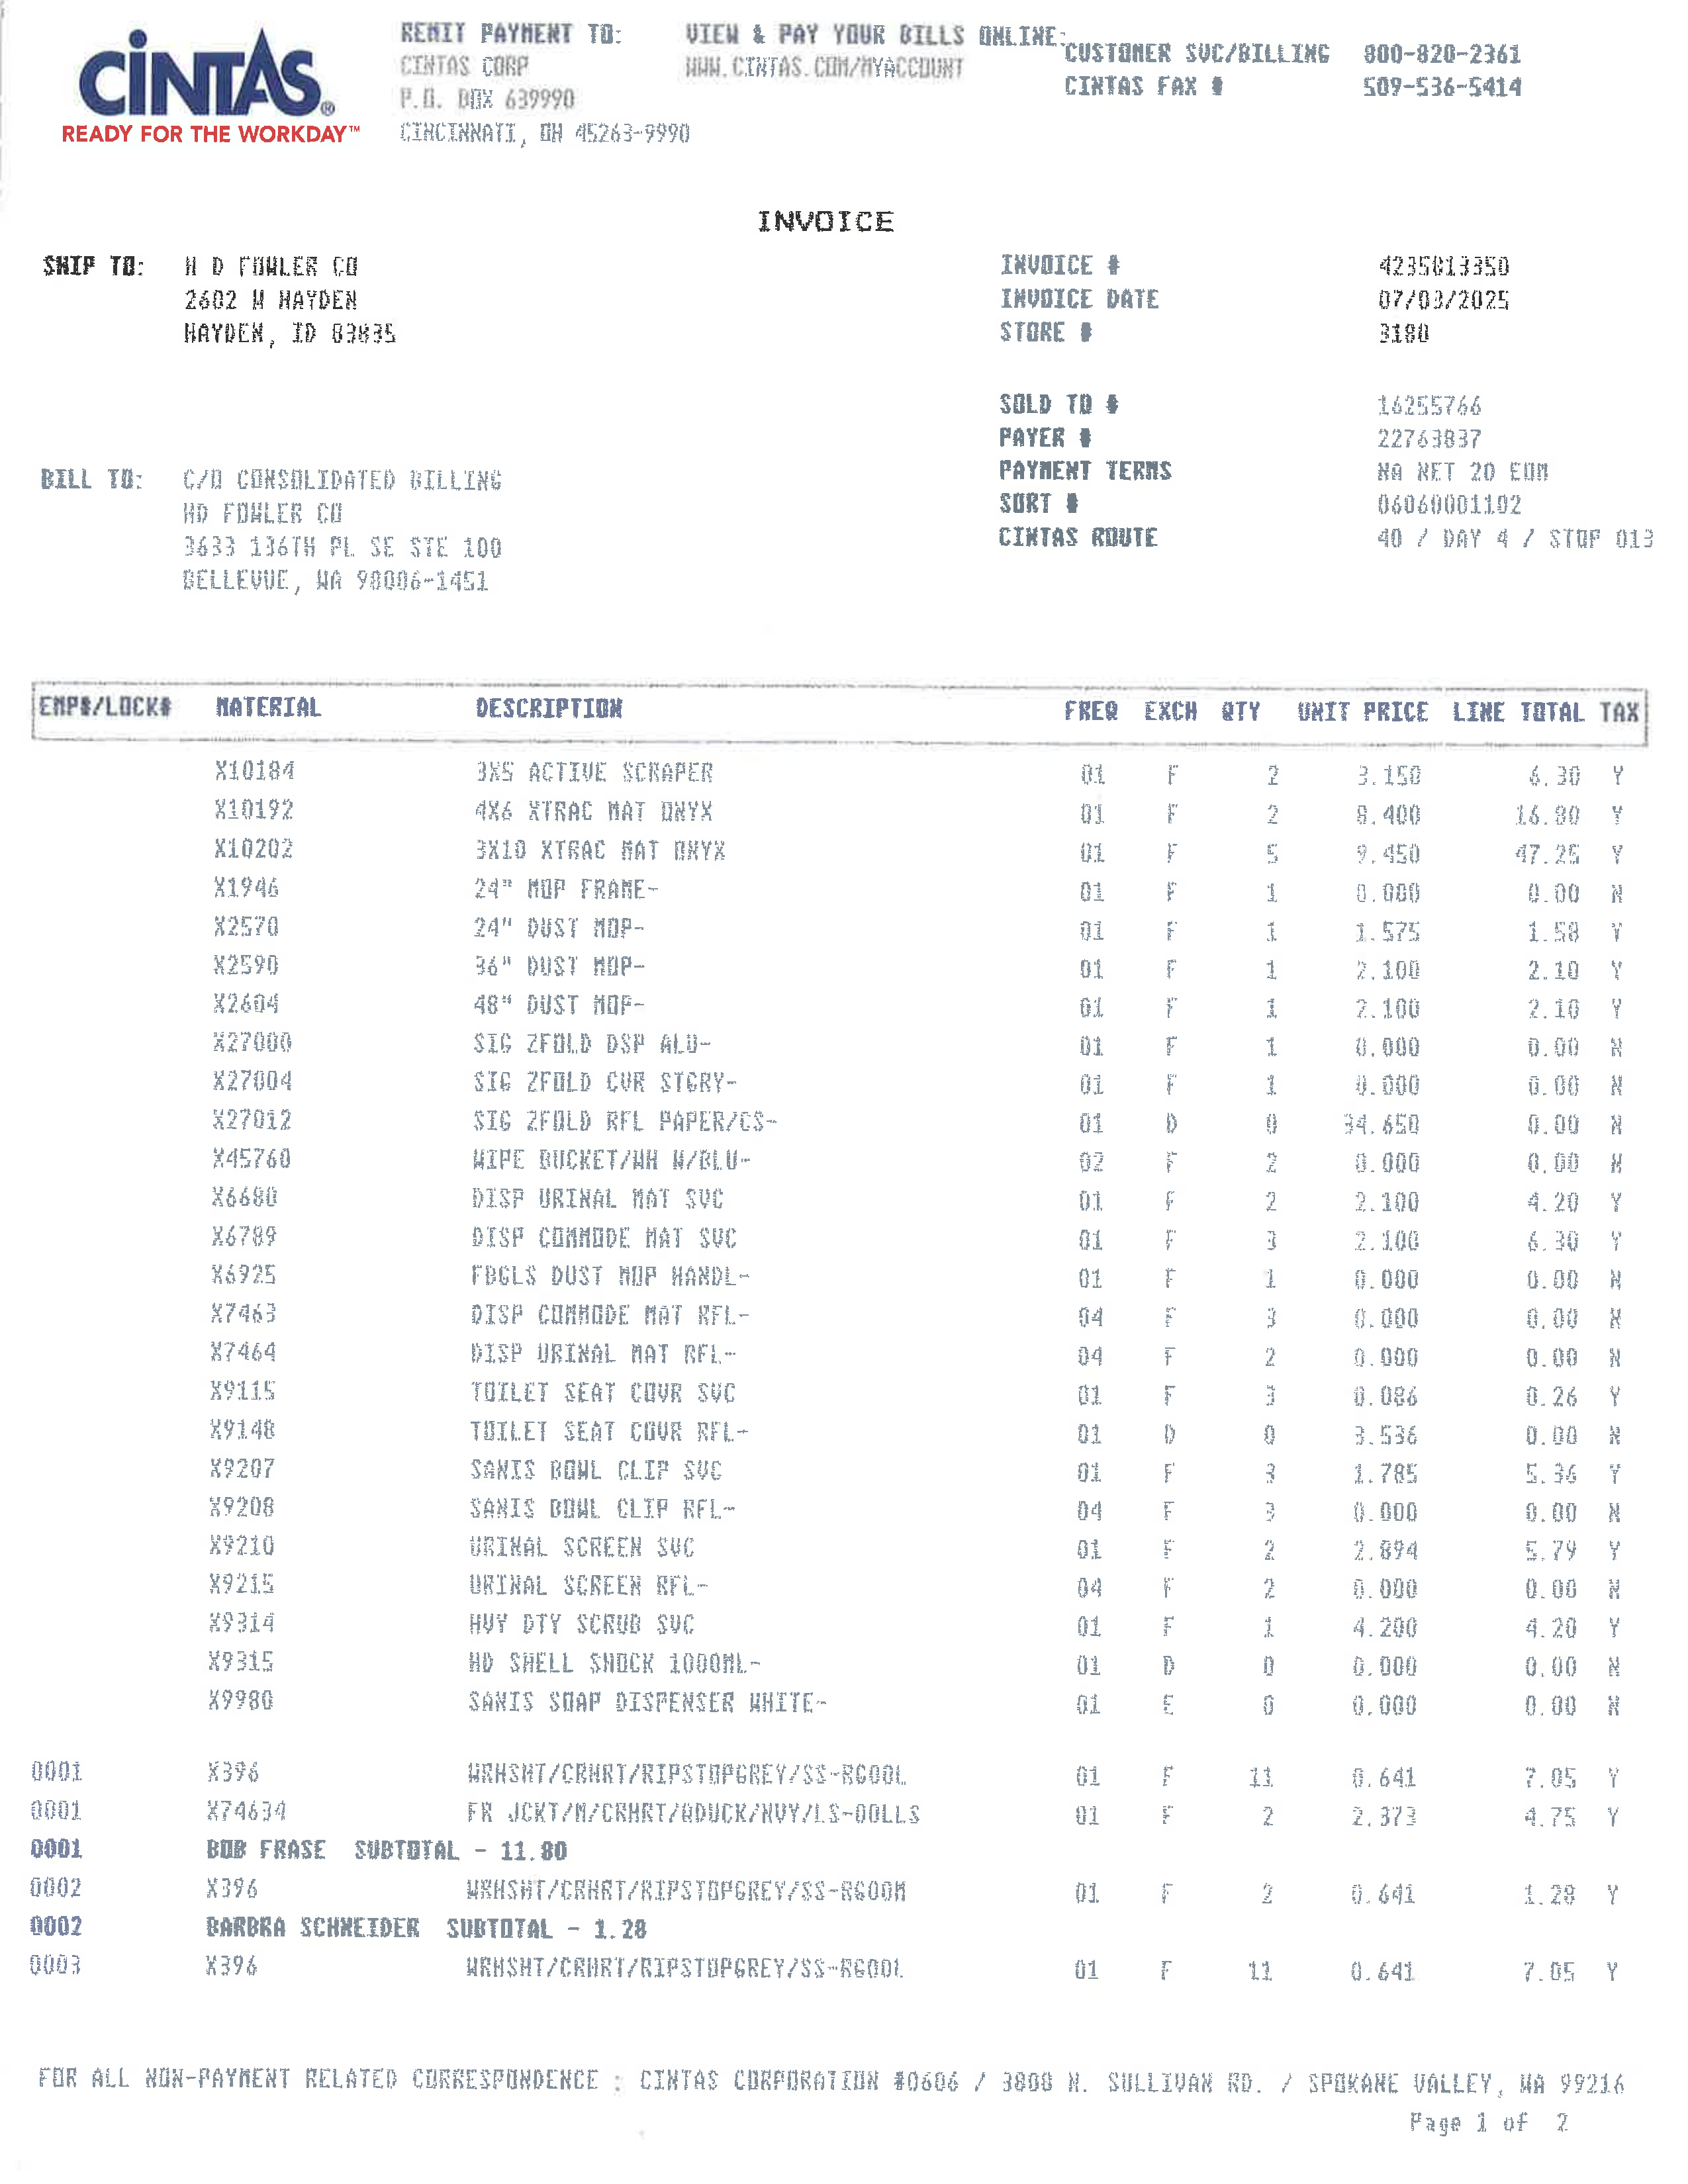 CINTAS®
READY FOR THE WORKDAY™
REMIT PAYMENT TO:
CINTAS CORP
P.O. BOX 639990
CINCINNATI, OH 45263-9990
VIEW & PAY YOUR BILLS ONLINE:
WWW.CINTAS.COM/MYACCOUNT
CUSTOMER SVC/BILLING 800-820-2361
CINTAS FAX # 509-536-5414
INVOICE
SHIP TO: H D FOWLER CO
2602 W HAYDEN
HAYDEN, ID 83835
INVOICE # 4235813350
INVOICE DATE 07/03/2025
STORE # 3180
SOLD TO # 16255766
PAYER # 22763837
PAYMENT TERMS NA NET 20 EOM
SORT # 06060001102
CINTAS ROUTE 40 / DAY 4 / STOP 013
BILL TO: C/O CONSOLIDATED BILLING
HD FOWLER CO
3633 136TH PL SE STE 100
BELLEVUE, WA 98006-1451
EMP#/LOCK# MATERIAL DESCRIPTION FREQ EXCH QTY UNIT PRICE LINE TOTAL TAX
X10184 3X5 ACTIVE SCRAPER 01 F 2 3.150 6.30 Y
X10192 4X6 XTRAC MAT ONYX 01 F 2 8.400 16.80 Y
X10202 3X10 XTRAC MAT ONYX 01 F 5 9.450 47.25 Y
X1946 24" MOP FRAME- 01 F 1 0.000 0.00 N
X2570 24" DUST MOP- 01 F 1 1.575 1.58 Y
X2590 36" DUST MOP- 01 F 1 2.100 2.10 Y
X2604 48" DUST MOP- 01 F 1 2.100 2.10 Y
X27000 SIG ZFOLD DSP ALU- 01 F 1 0.000 0.00 N
X27004 SIG ZFOLD CVR STGRY- 01 F 1 0.000 0.00 N
X27012 SIG ZFOLD RFL PAPER/CS- 01 D 0 34.650 0.00 N
X45760 WIPE BUCKET/WH W/BLU- 02 F 2 0.000 0.00 N
X6680 DISP URINAL MAT SVC 01 F 2 2.100 4.20 Y
X6789 DISP COMMODE MAT SVC 01 F 3 2.100 6.30 Y
X6925 FBGLS DUST MOP HANDL- 01 F 1 0.000 0.00 N
X7463 DISP COMMODE MAT RFL- 04 F 3 0.000 0.00 N
X7464 DISP URINAL MAT RFL- 04 F 2 0.000 0.00 N
X9115 TOILET SEAT COVR SVC 01 F 3 0.086 0.26 Y
X9148 TOILET SEAT COVR RFL- 01 D 0 3.536 0.00 N
X9207 SANIS BOWL CLIP SVC 01 F 3 1.785 5.36 Y
X9208 SANIS BOWL CLIP RFL- 04 F 3 0.000 0.00 N
X9210 URINAL SCREEN SVC 01 F 2 2.894 5.79 Y
X9215 URINAL SCREEN RFL- 04 F 2 0.000 0.00 N
X9314 HVY DTY SCRUB SVC 01 F 1 4.200 4.20 Y
X9315 HD SHELL SHOCK 1000ML- 01 D 0 0.000 0.00 N
X9980 SANIS SOAP DISPENSER WHITE- 01 E 0 0.000 0.00 N
0001 X396 WRHSHT/CRHRT/RIPSTOPGREY/SS-RG00L 01 F 11 0.641 7.05 Y
0001 X74634 FR JCKT/M/CRHRT/QDUCK/NVY/LS-00LLS 01 F 2 2.373 4.75 Y
0001 BOB FRASE SUBTOTAL - 11.80
0002 X396 WRHSHT/CRHRT/RIPSTOPGREY/SS-RG00M 01 F 2 0.641 1.28 Y
0002 BARBRA SCHNEIDER SUBTOTAL - 1.28
0003 X396 WRHSHT/CRHRT/RIPSTOPGREY/SS-RG00L 01 F 11 0.641 7.05 Y
FOR ALL NON-PAYMENT RELATED CORRESPONDENCE : CINTAS CORPORATION #0606 / 3808 N. SULLIVAN RD. / SPOKANE VALLEY, WA 99216
Page 1 of 2